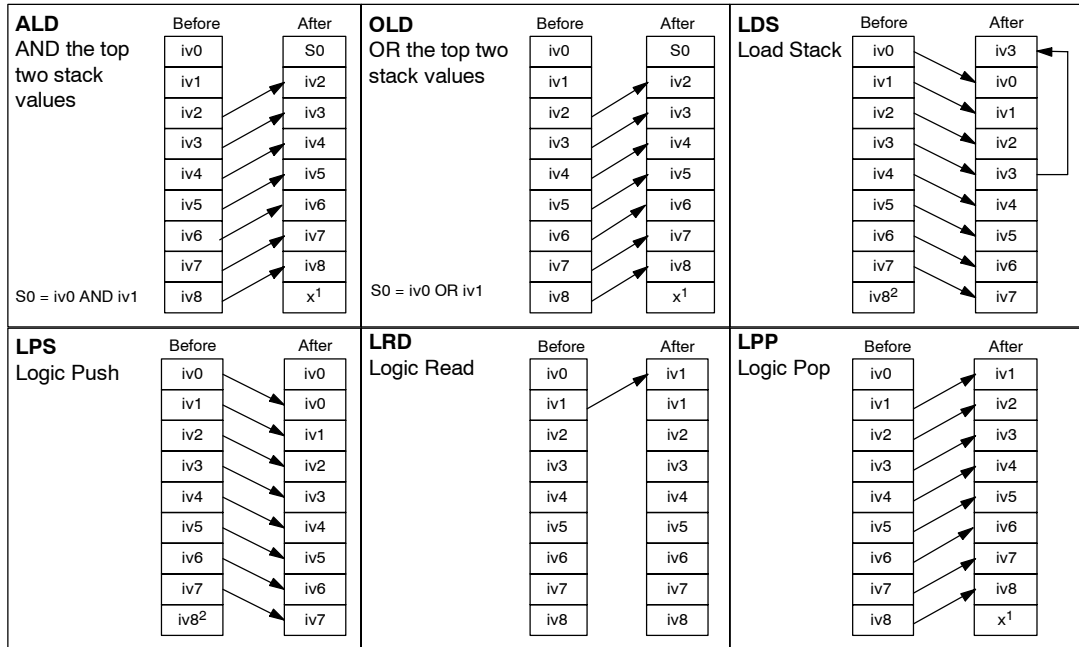 ALD
AND the top
two stack
values
Before After
iv0 S0
iv1 iv2
iv2 iv3
iv3 iv4
iv4 iv5
iv5 iv6
iv6 iv7
iv7 iv8
iv8 x1
S0 = iv0 AND iv1
OLD
OR the top two
stack values
Before After
iv0 S0
iv1 iv2
iv2 iv3
iv3 iv4
iv4 iv5
iv5 iv6
iv6 iv7
iv7 iv8
iv8 x1
S0 = iv0 OR iv1
LDS
Load Stack
Before After
iv0 iv3
iv1 iv0
iv2 iv1
iv3 iv2
iv4 iv3
iv5 iv4
iv6 iv5
iv7 iv6
iv82 iv7
LPS
Logic Push
Before After
iv0 iv0
iv1 iv0
iv2 iv1
iv3 iv2
iv4 iv3
iv5 iv4
iv6 iv5
iv7 iv6
iv82 iv7
LRD
Logic Read
Before After
iv0 iv1
iv1 iv1
iv2 iv2
iv3 iv3
iv4 iv4
iv5 iv5
iv6 iv6
iv7 iv7
iv8 iv8
LPP
Logic Pop
Before After
iv0 iv1
iv1 iv2
iv2 iv3
iv3 iv4
iv4 iv5
iv5 iv6
iv6 iv7
iv7 iv8
iv8 x1